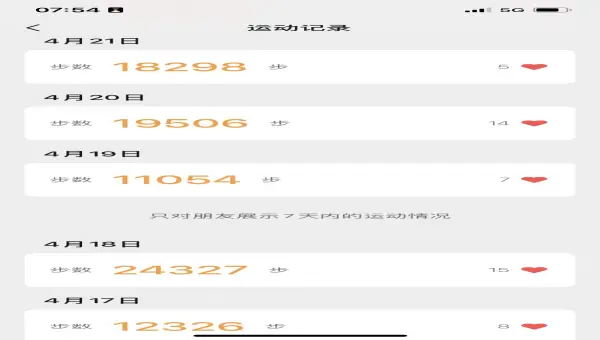 07:54 5G
运动记录
4月21日
步数 18298 步 5
4月20日
步数 19506 步 14
4月19日
步数 11054 步 7
只对朋友展示7天内的运动情况
4月18日
步数 24327 步 15
4月17日
步数 12326 步 8